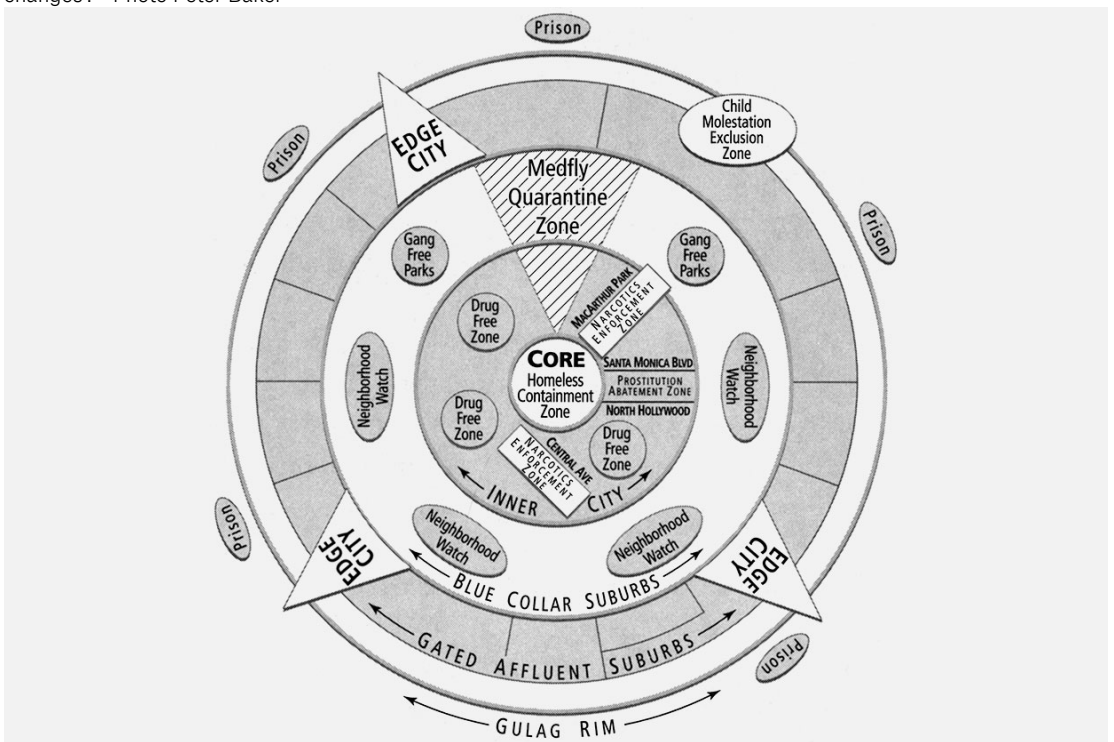 changes." Photo Peter Baker
Prison
Prison
Prison
Prison
Prison
Prison
Child
Molestation
Exclusion
Zone
EDGE
CITY
Medfly
Quarantine
Zone
Gang
Free
Parks
Gang
Free
Parks
MACARTHUR PARK
NARCOTICS
ENFORCEMENT
ZONE
Drug
Free
Zone
Neighborhood
Watch
CORE
Homeless
Containment
Zone
SANTA MONICA BLVD
PROSTITUTION
ABATEMENT ZONE
NORTH HOLLYWOOD
Neighborhood
Watch
Drug
Free
Zone
CENTRAL AVE
NARCOTICS
ENFORCEMENT
ZONE
Drug
Free
Zone
INNER CITY
Neighborhood
Watch
Neighborhood
Watch
EDGE
CITY
EDGE
CITY
BLUE COLLAR SUBURBS
GATED AFFLUENT SUBURBS
GULAG RIM